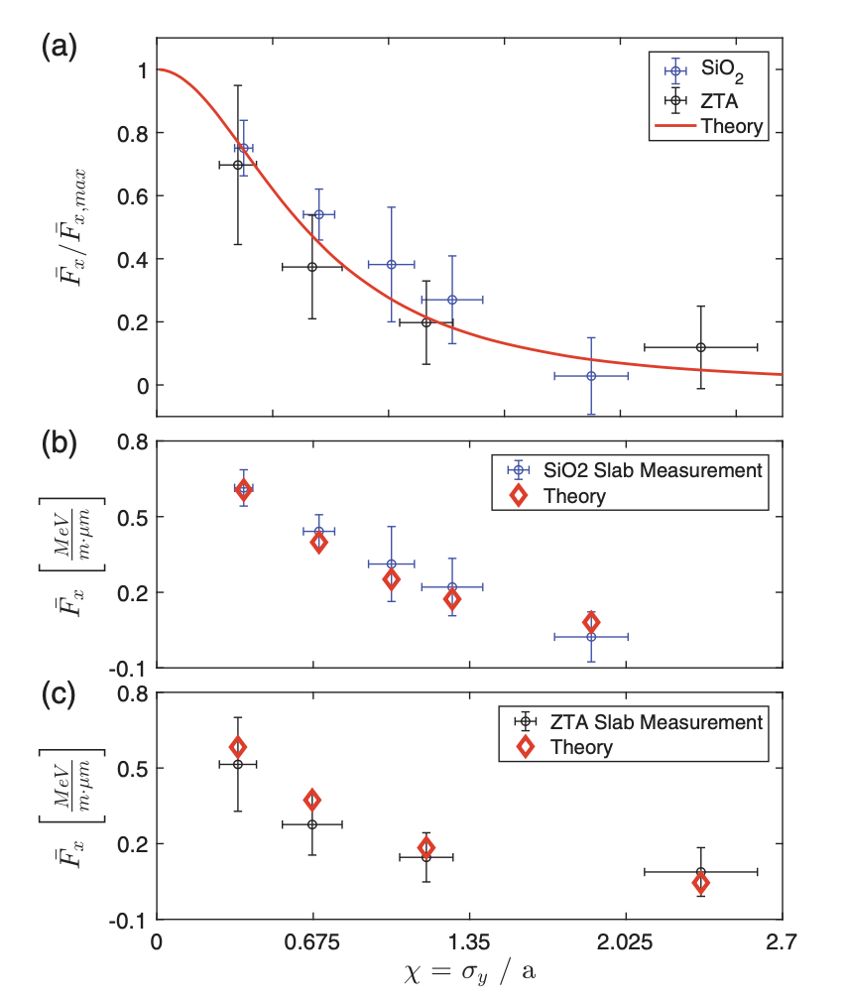 (a)
1
0.8
0.6
0.4
0.2
0
F̄x/F̄x,max
SiO2
ZTA
Theory
(b)
0.8
0.5
0.2
-0.1
F̄x [MeV/m·μm]
SiO2 Slab Measurement
Theory
(c)
0.8
0.5
0.2
-0.1
F̄x [MeV/m·μm]
ZTA Slab Measurement
Theory
0 0.675 1.35 2.025 2.7
χ = σy / a